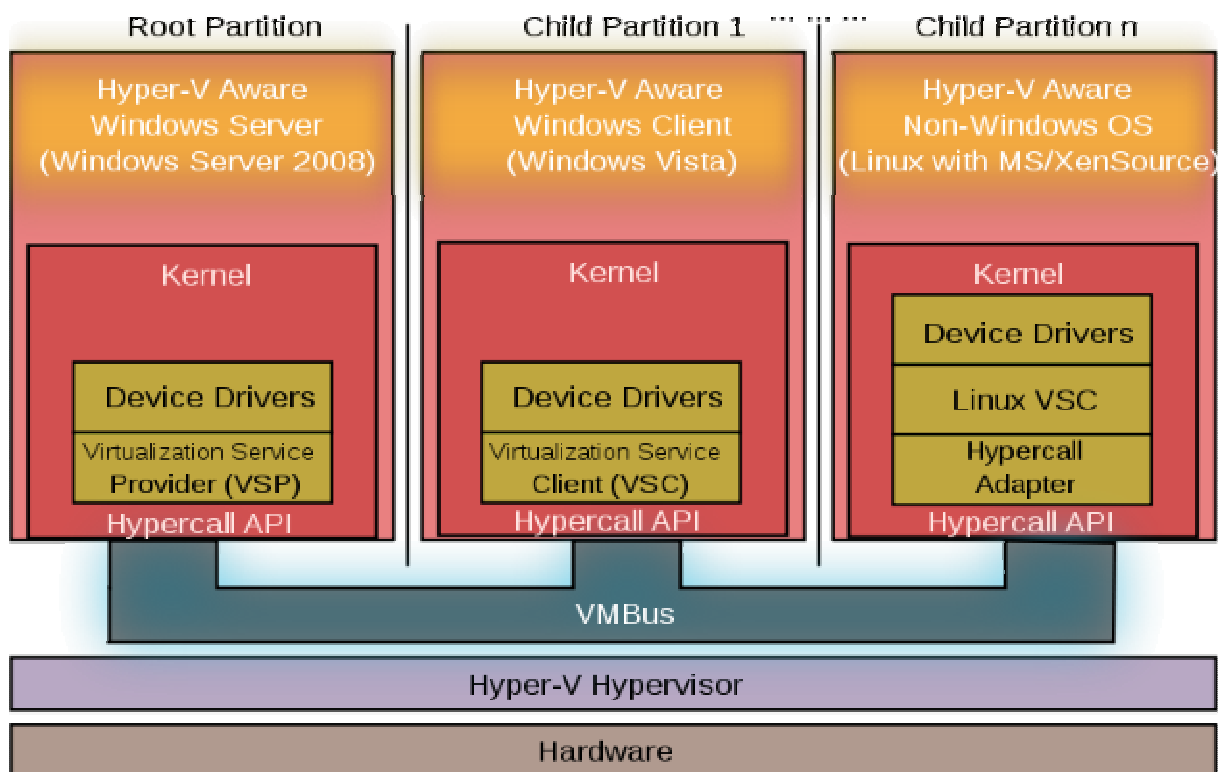 Root Partition
Child Partition 1 ... ... ...
Child Partition n
Hyper-V Aware
Windows Server
(Windows Server 2008)
Kernel
Device Drivers
Virtualization Service
Provider (VSP)
Hypercall API
Hyper-V Aware
Windows Client
(Windows Vista)
Kernel
Device Drivers
Virtualization Service
Client (VSC)
Hypercall API
Hyper-V Aware
Non-Windows OS
(Linux with MS/XenSource)
Kernel
Device Drivers
Linux VSC
Hypercall
Adapter
Hypercall API
VMBus
Hyper-V Hypervisor
Hardware